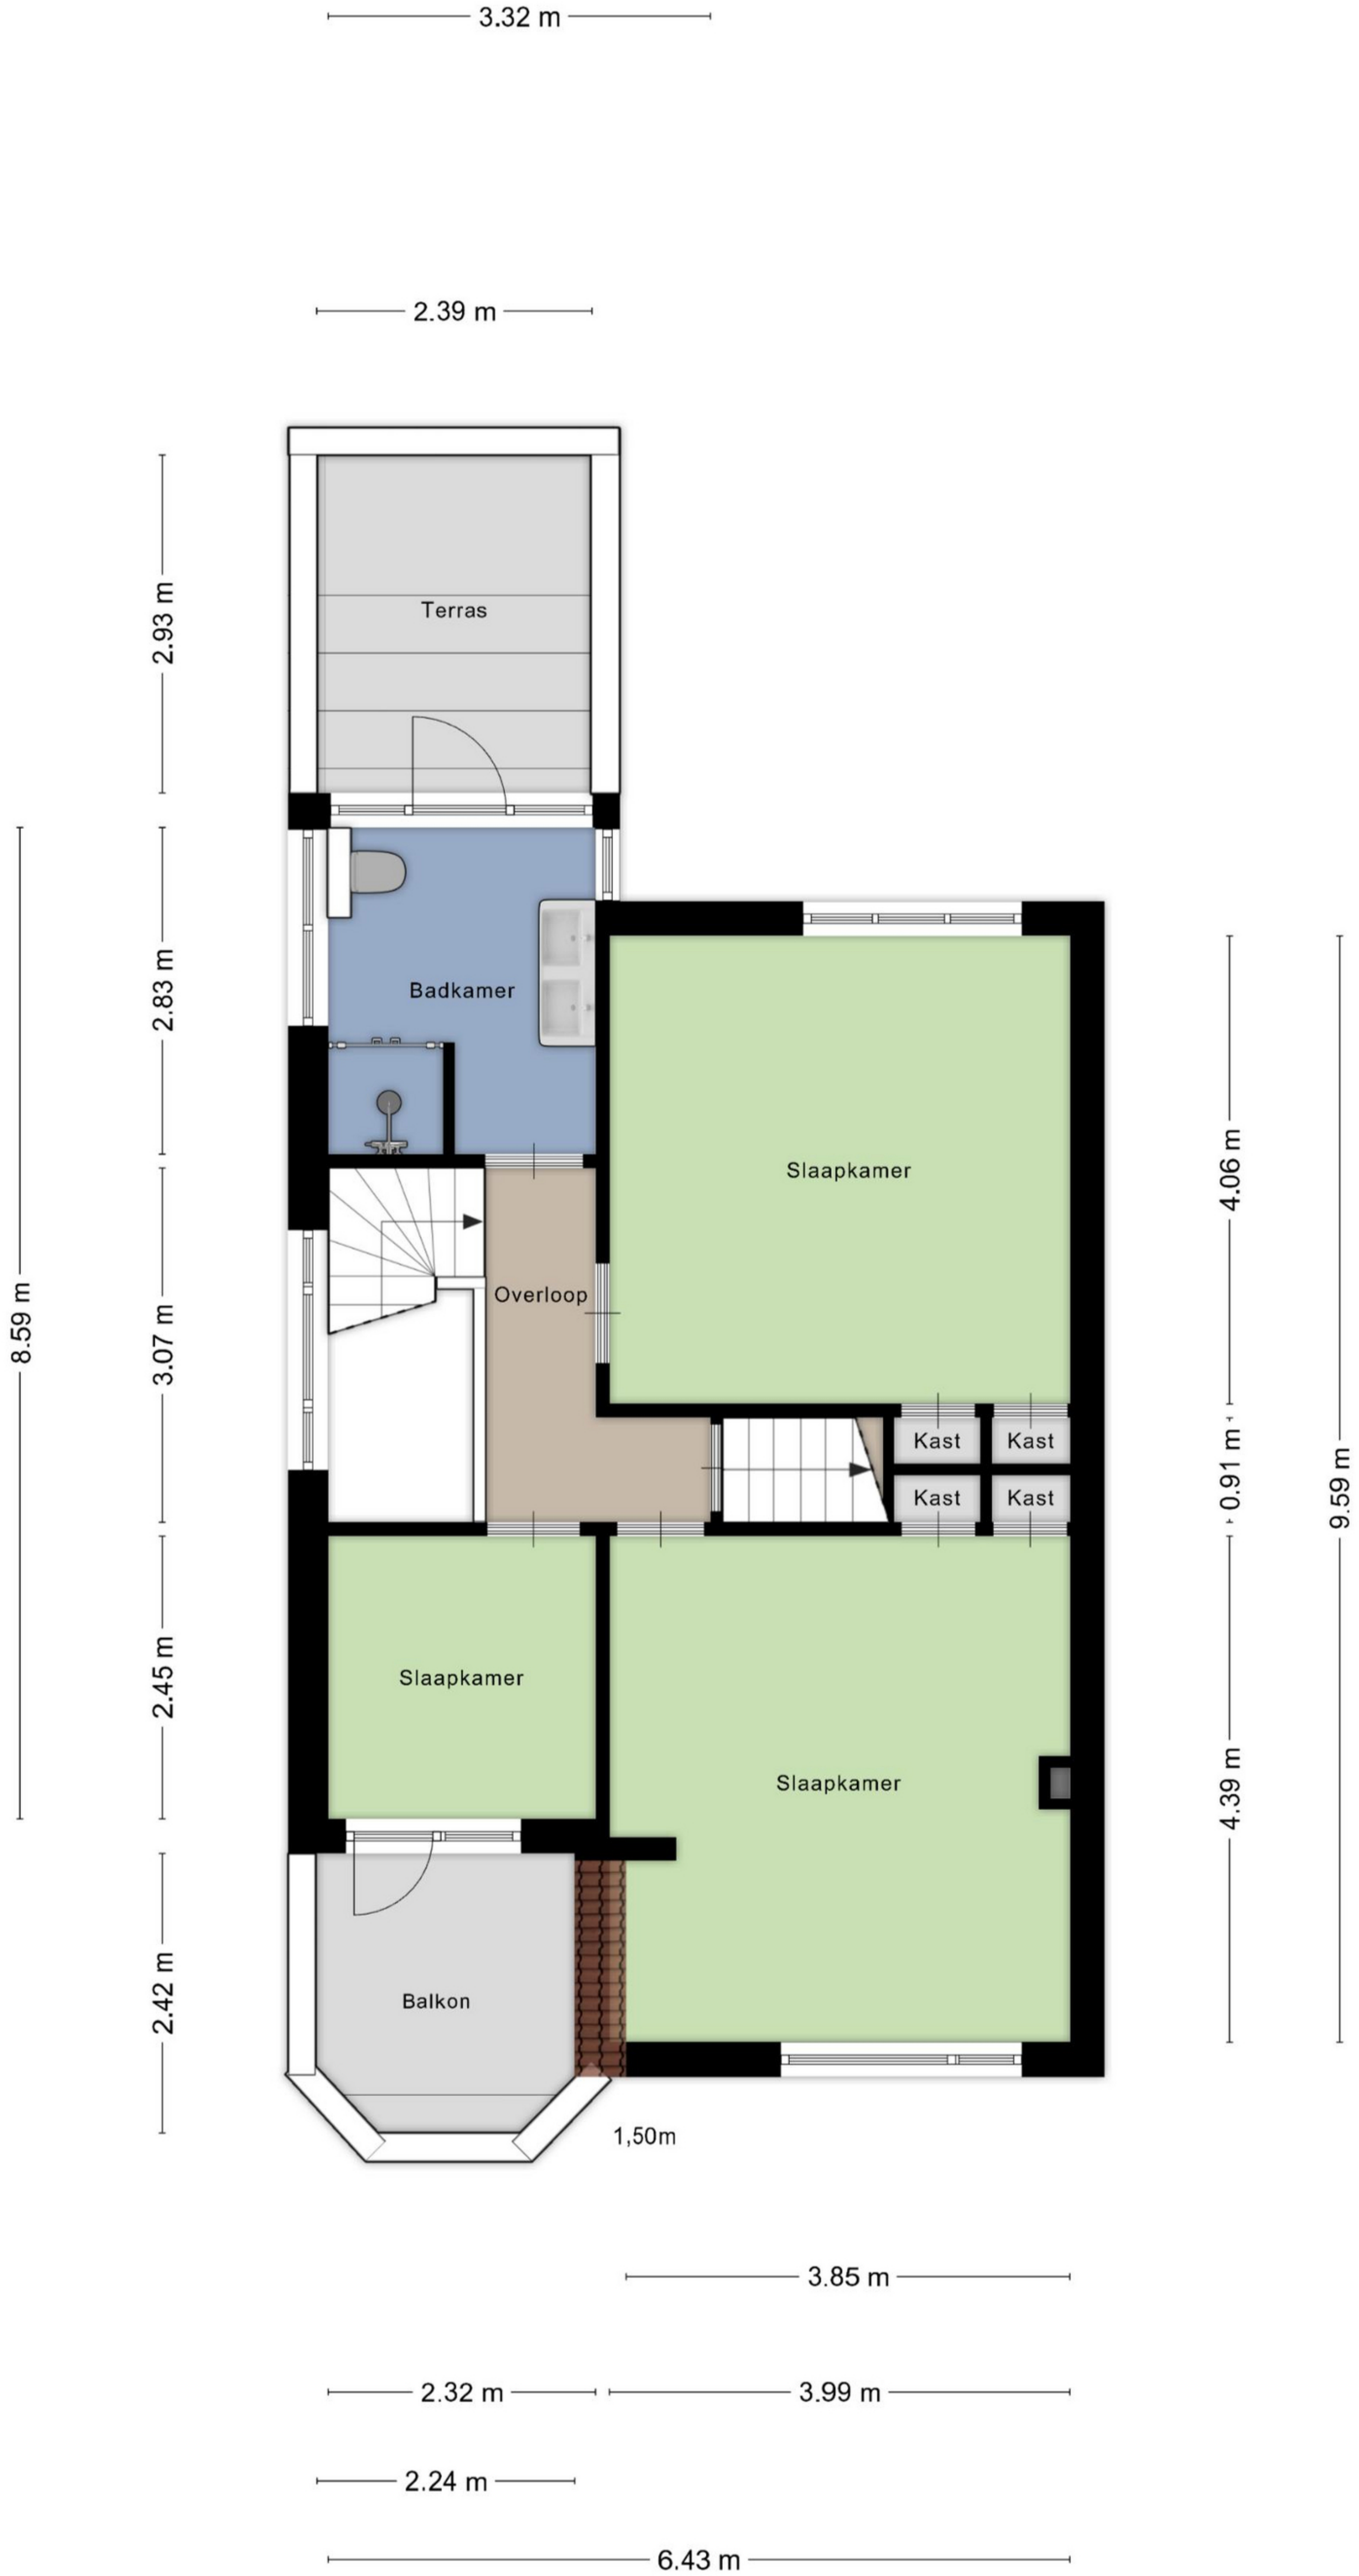 3.32 m
2.39 m
Terras
2.93 m
Badkamer
2.83 m
Slaapkamer
4.06 m
Overloop
8.59 m
3.07 m
Kast
Kast
0.91 m
9.59 m
Kast
Kast
Slaapkamer
2.45 m
Slaapkamer
4.39 m
Balkon
2.42 m
1,50m
3.85 m
2.32 m
3.99 m
2.24 m
6.43 m